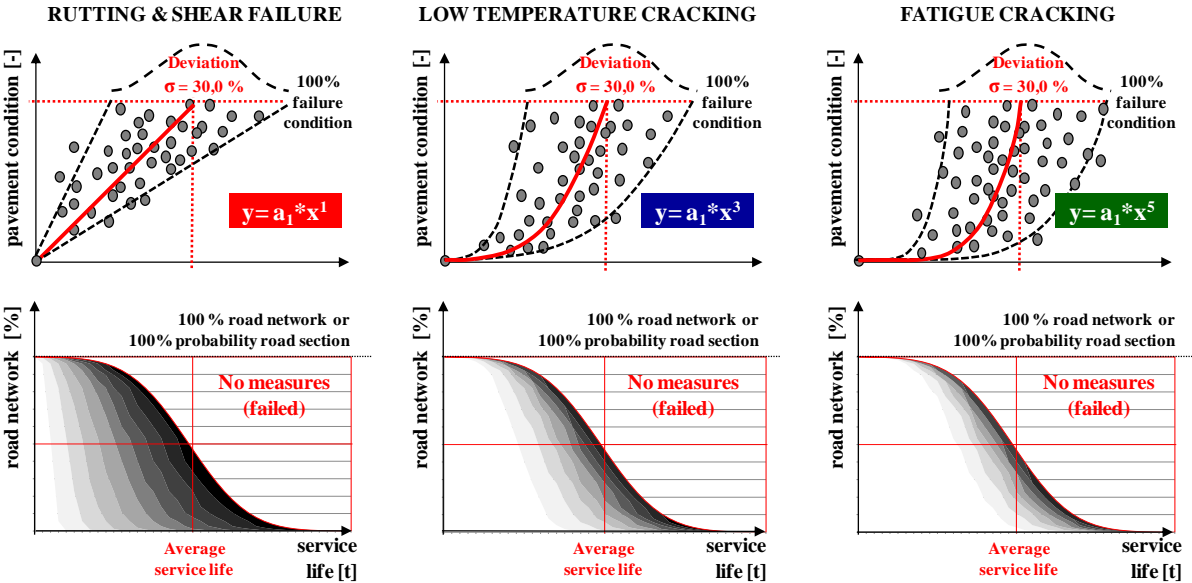 RUTTING & SHEAR FAILURE
pavement condition [-]
Deviation
σ = 30,0 %
100%
failure
condition
y= a₁*x¹
LOW TEMPERATURE CRACKING
pavement condition [-]
Deviation
σ = 30,0 %
100%
failure
condition
y= a₁*x³
FATIGUE CRACKING
pavement condition [-]
Deviation
σ = 30,0 %
100%
failure
condition
y= a₁*x⁵
road network [%]
100 % road network or
100% probability road section
No measures
(failed)
Average
service life
service
life [t]
road network [%]
100 % road network or
100% probability road section
No measures
(failed)
Average
service life
service
life [t]
road network [%]
100 % road network or
100% probability road section
No measures
(failed)
Average
service life
service
life [t]